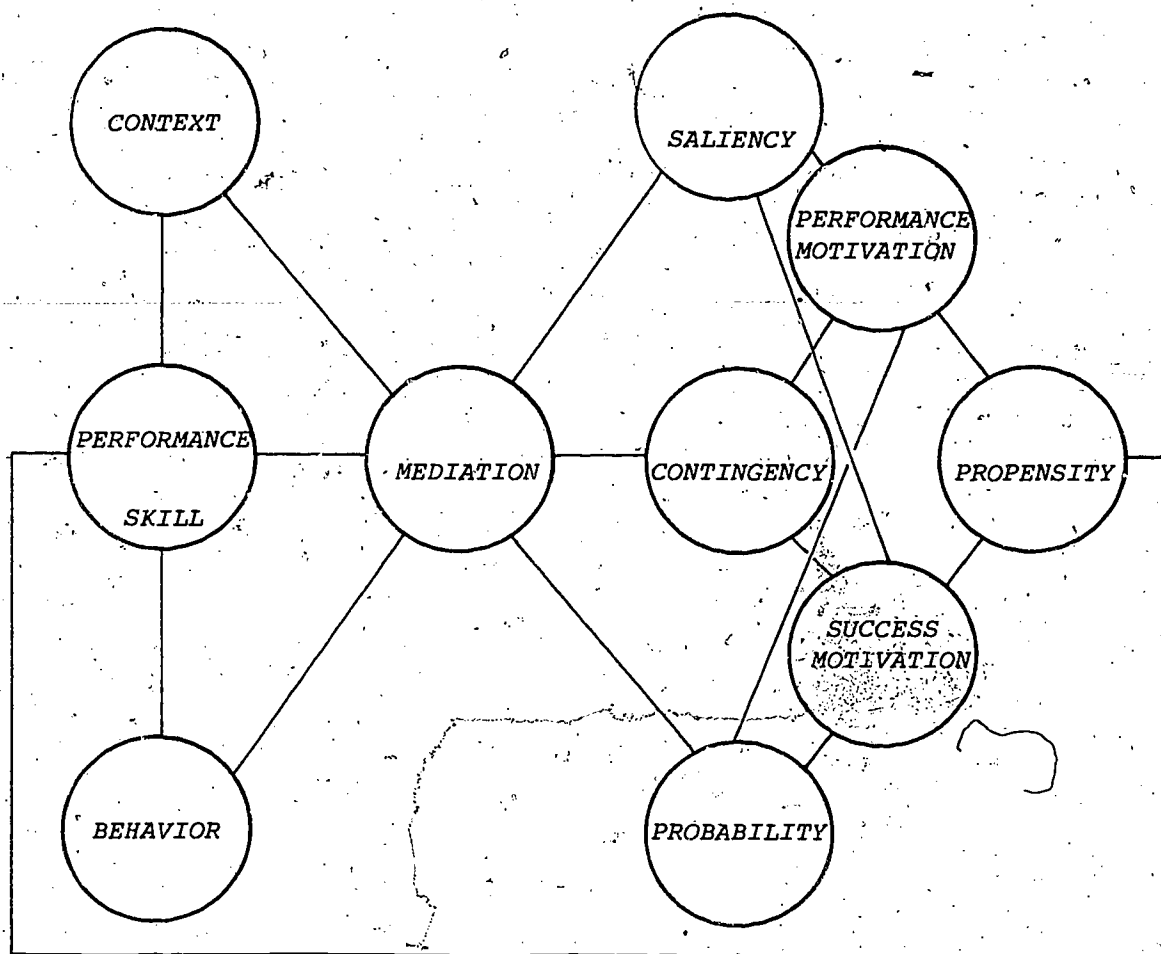 CONTEXT
SALIENCY
PERFORMANCE
MOTIVATION
PERFORMANCE
SKILL
MEDIATION
CONTINGENCY
PROPENSITY
SUCCESS
MOTIVATION
BEHAVIOR
PROBABILITY